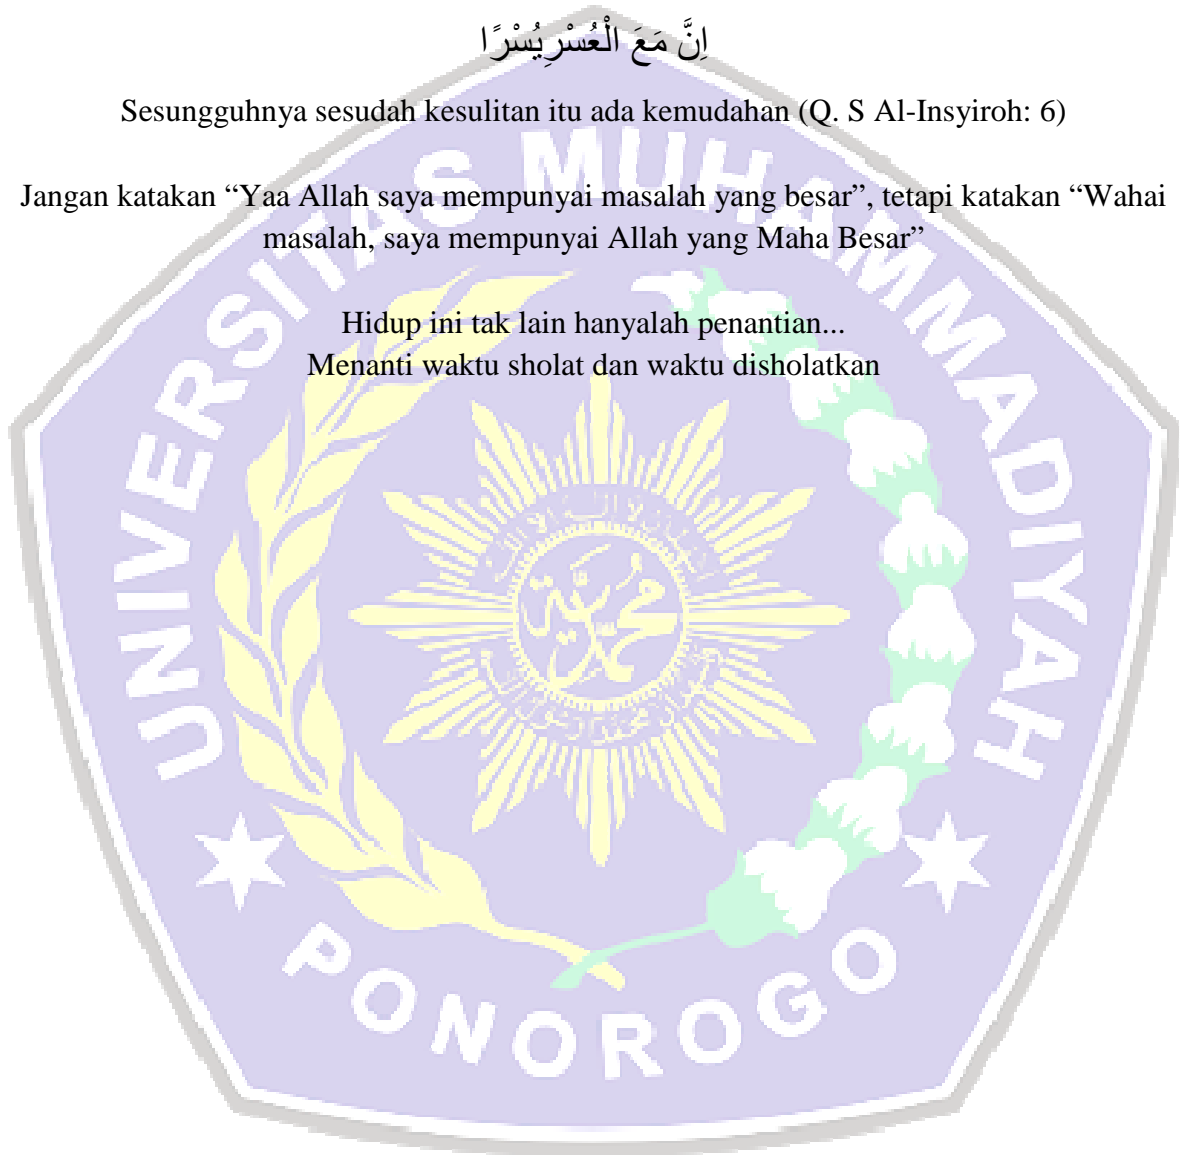 اِنَّ مَعَ الْعُسْرِيُسْرًا
Sesungguhnya sesudah kesulitan itu ada kemudahan (Q. S Al-Insyiroh: 6)
Jangan katakan “Yaa Allah saya mempunyai masalah yang besar”, tetapi katakan “Wahai
masalah, saya mempunyai Allah yang Maha Besar”
Hidup ini tak lain hanyalah penantian...
Menanti waktu sholat dan waktu disholatkan
UNIVERSITAS MUHAMMADIYAH
محمدية
PONOROGO